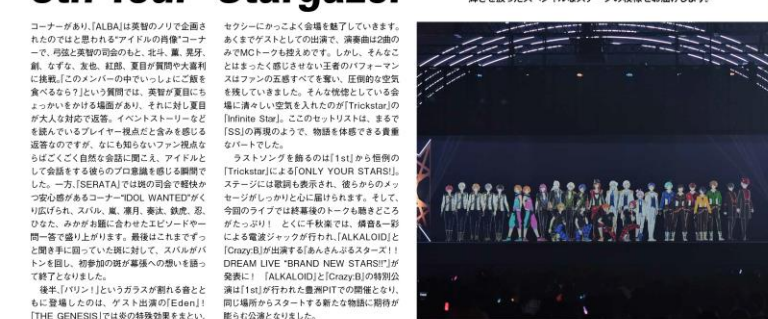 5th Tour "Stargazer"
コーナーがあり、『ALBA』は英智のノリで企画さ
れたのではと思われる"アイドルの肖像"コーナ
ーで、弓弦と英智の司会のもと、北斗、薫、晃牙、
創、なずな、友也、紅郎、夏目が質問や大喜利
に挑戦。『このメンバーの中でいっしょにご飯を
食べるなら?』という質問では、英智が夏目にち
ょっかいをかける場面があり、それに対し夏目
が大人な対応で返答。イベントストーリーなど
を読んでいるプレイヤー視点だと含みを感じる
返答なのですが、なにも知らないファン視点な
らばごくごく自然な会話に聞こえ、アイドルと
して会話をする彼らのプロ意識を感じる瞬間で
した。一方、『SERATA』では斑の司会で軽快か
つ安心感があるコーナー"IDOL WANTED"がく
り広げられ、スバル、嵐、凛月、奏汰、鉄虎、忍、
ひなた、みかがお題に合わせたエピソードや一
問一答で盛り上がります。最後はこれまでずっ
と聞き手に回っていた斑に対して、スバルがバ
トンを回し、初参加の斑が幕張への想いを語っ
て終了となりました。
　後半、『パリン!』というガラスが割れる音とと
もに登場したのは、ゲスト出演の『Eden』!
『THE GENESIS』では炎の特殊効果をまとい、
セクシーにかっこよく会場を魅了していきます。
あくまでゲストとしての出演で、演奏曲は2曲の
みでMCトークも控えめです。しかし、そんなこ
とはまったく感じさせない王者のパフォーマン
スはファンの五感すべてを奪い、圧倒的な空気
を残していきました。そんな恍惚としている会
場に清々しい空気を入れたのが『Trickstar』の
『Infinite Star』。ここのセットリストは、まるで
『SS』の再現のようで、物語を体感できる貴重
なパートでした。
　ラストソングを飾るのは『1st』から恒例の
『Trickstar』による『ONLY YOUR STARS!』。
ステージには歌詞も表示され、彼らからのメッ
セージがしっかりと心に届けられます。そして、
今回のライブでは終幕後のトークも聴きどころ
がたっぷり!　とくに千秋楽では、燐音＆一彩
による電波ジャックが行われ、『ALKALOID』と
『Crazy:B』が出演する『あんさんぶるスターズ!!
DREAM LIVE "BRAND NEW STARS!!"』が
発表に!　『ALKALOID』と『Crazy:B』の特別公
演は『1st』が行われた豊洲PITでの開催となり、
同じ場所からスタートする新たな物語に期待が
膨らむ公演となりました。